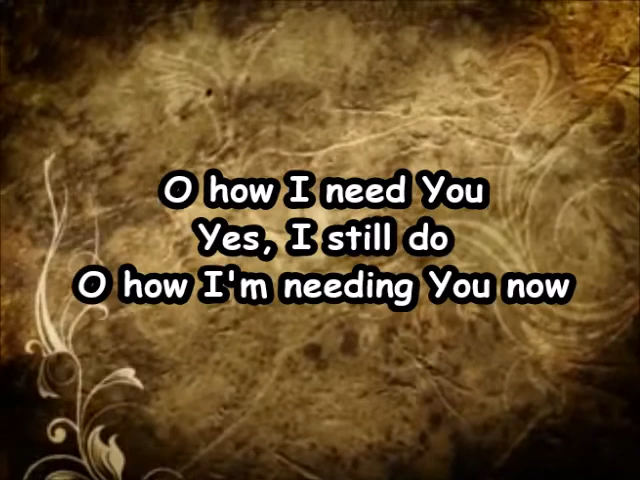 O how I need You
Yes, I still do
O how I'm needing You now